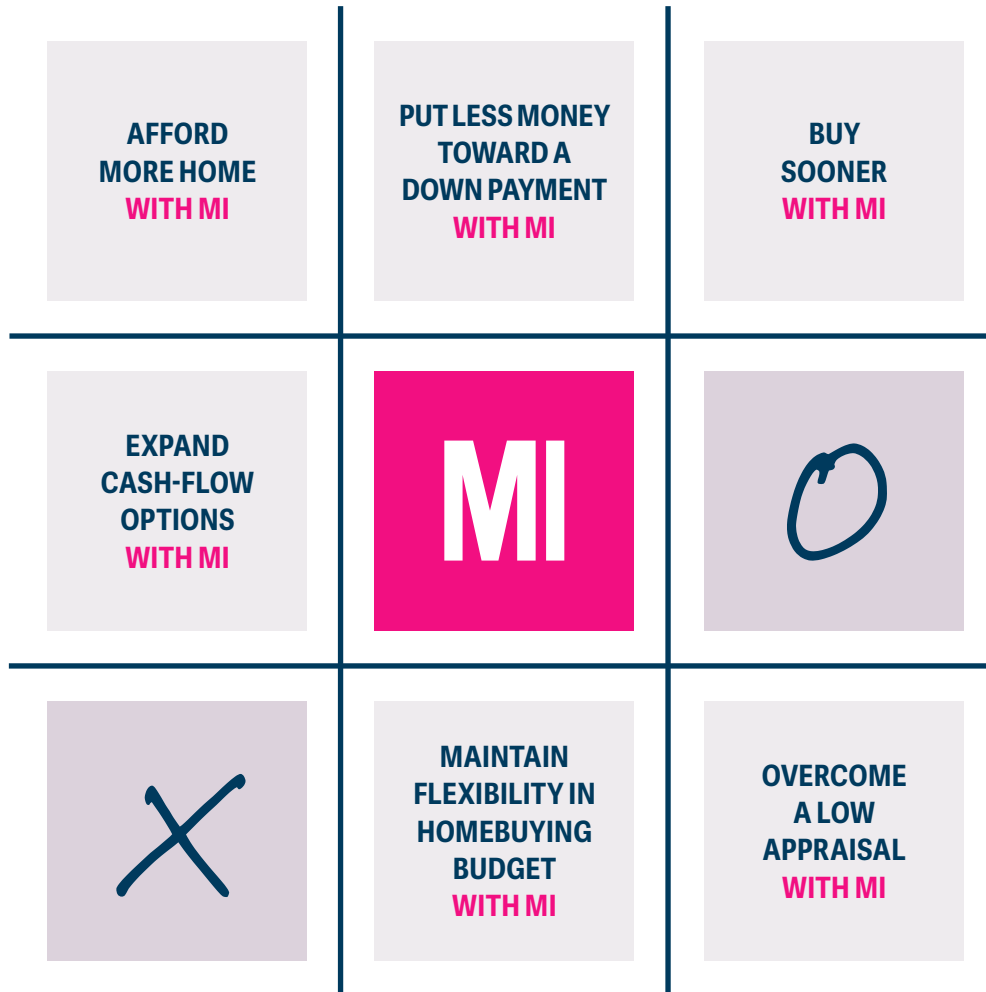 AFFORD
MORE HOME
WITH MI
PUT LESS MONEY
TOWARD A
DOWN PAYMENT
WITH MI
BUY
SOONER
WITH MI
EXPAND
CASH-FLOW
OPTIONS
WITH MI
MI
O
X
MAINTAIN
FLEXIBILITY IN
HOMEBUYING
BUDGET
WITH MI
OVERCOME
A LOW
APPRAISAL
WITH MI